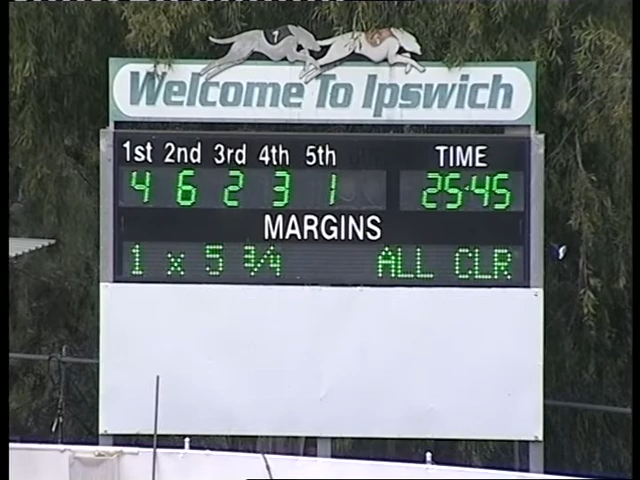 Welcome To Ipswich
1st 2nd 3rd 4th 5th TIME
4 6 2 3 1 25·45
MARGINS
1 x 5 3/4 ALL CLR